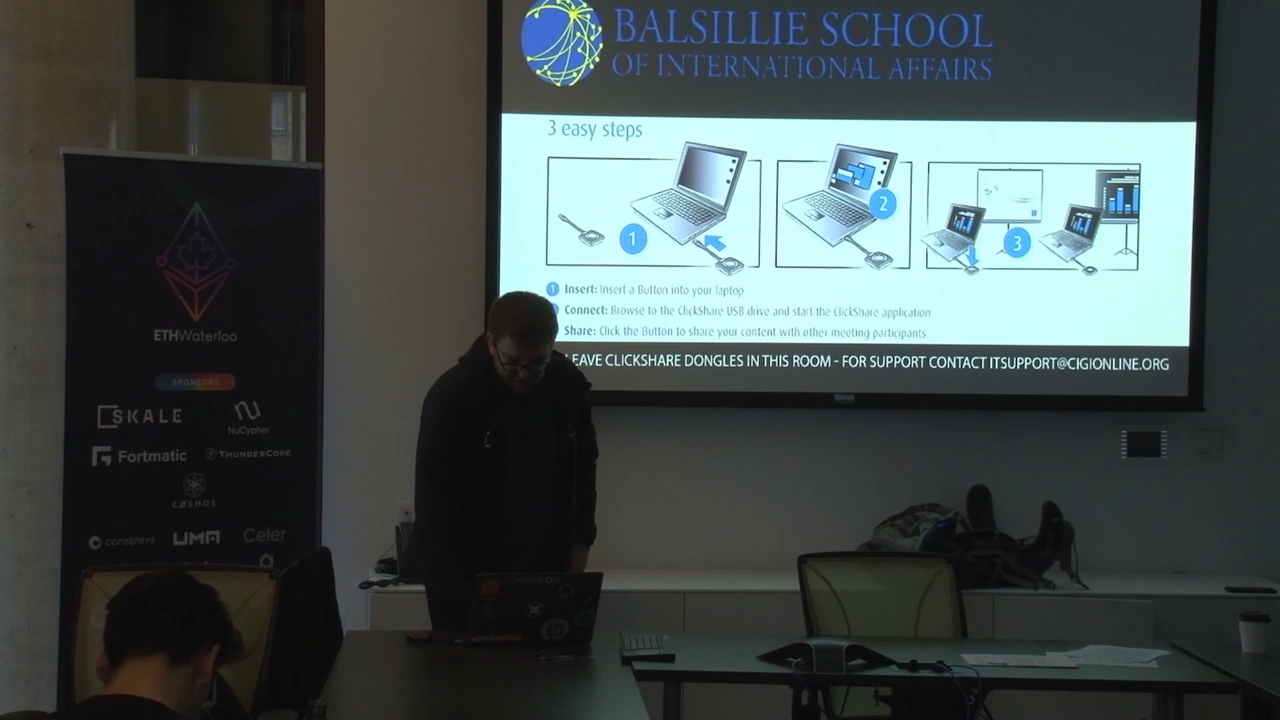 BALSILLIE SCHOOL
OF INTERNATIONAL AFFAIRS
3 easy steps
1
2
3
1 Insert: Insert a Button into your laptop
Connect: Browse to the ClickShare USB drive and start the ClickShare application
Share: Click the Button to share your content with other meeting participants
LEAVE CLICKSHARE DONGLES IN THIS ROOM - FOR SUPPORT CONTACT ITSUPPORT@CIGIONLINE.ORG
ETHWaterloo
SPONSORS
SKALE
NuCypher
Fortmatic
THUNDERCORE
COSMOS
CONSENSYS
UMA
Celer